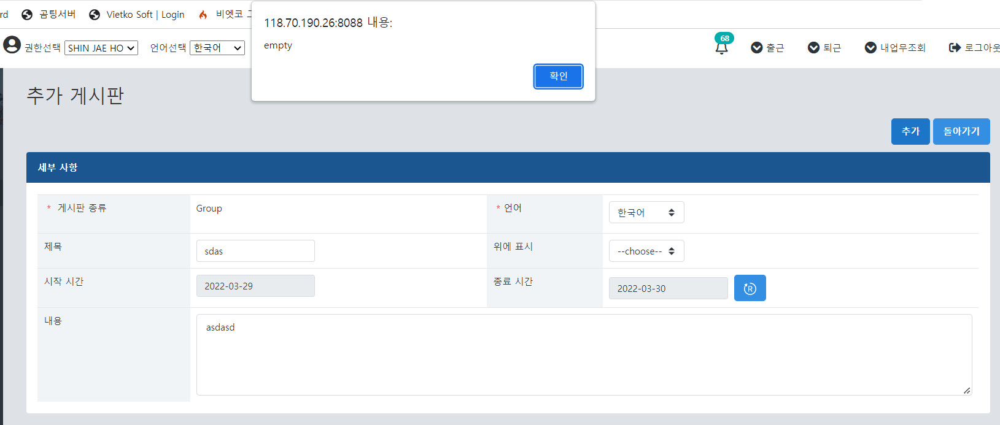 rd 곰팅서버 Vietko Soft | Login 비엣코 그
118.70.190.26:8088 내용:
empty
확인
권한선택 SHIN JAE HO 언어선택 한국어 68 출근 퇴근 내업무조회 로그아웃
추가 게시판
추가 돌아가기
세부 사항
* 게시판 종류 Group * 언어 한국어
제목 sdas 위에 표시 --choose--
시작 시간 2022-03-29 종료 시간 2022-03-30 R
내용 asdasd